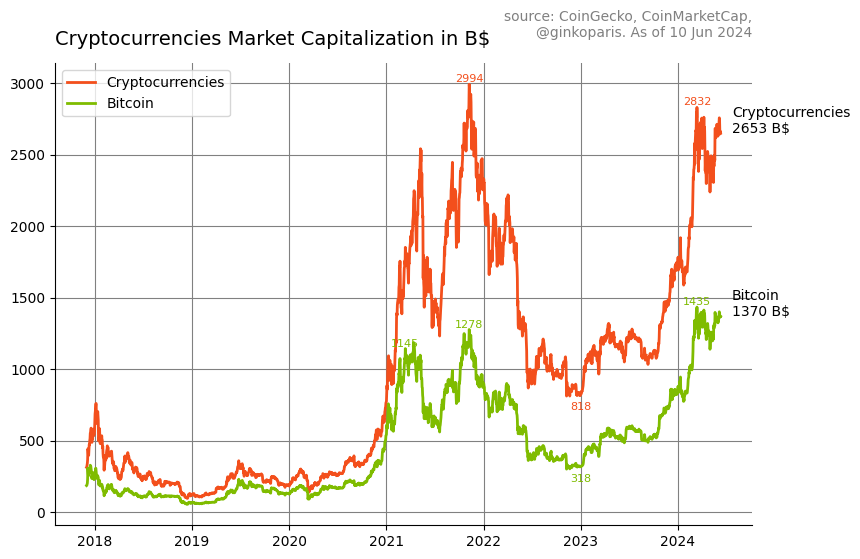 source: CoinGecko, CoinMarketCap,
@ginkoparis. As of 10 Jun 2024
Cryptocurrencies Market Capitalization in B$
Cryptocurrencies
Bitcoin
3000
2500
2000
1500
1000
500
0
2994
2832
1145
1278
1435
818
318
Cryptocurrencies
2653 B$
Bitcoin
1370 B$
2018
2019
2020
2021
2022
2023
2024